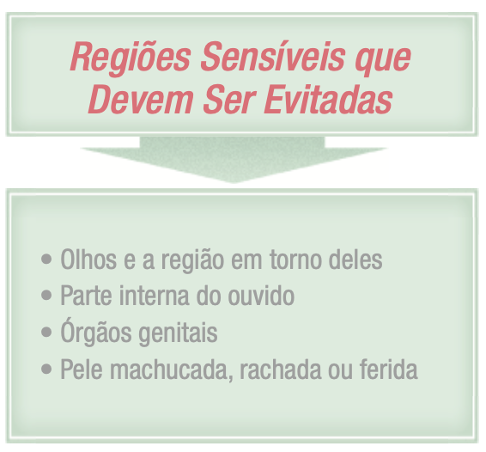 Regiões Sensíveis que
Devem Ser Evitadas
• Olhos e a região em torno deles
• Parte interna do ouvido
• Órgãos genitais
• Pele machucada, rachada ou ferida